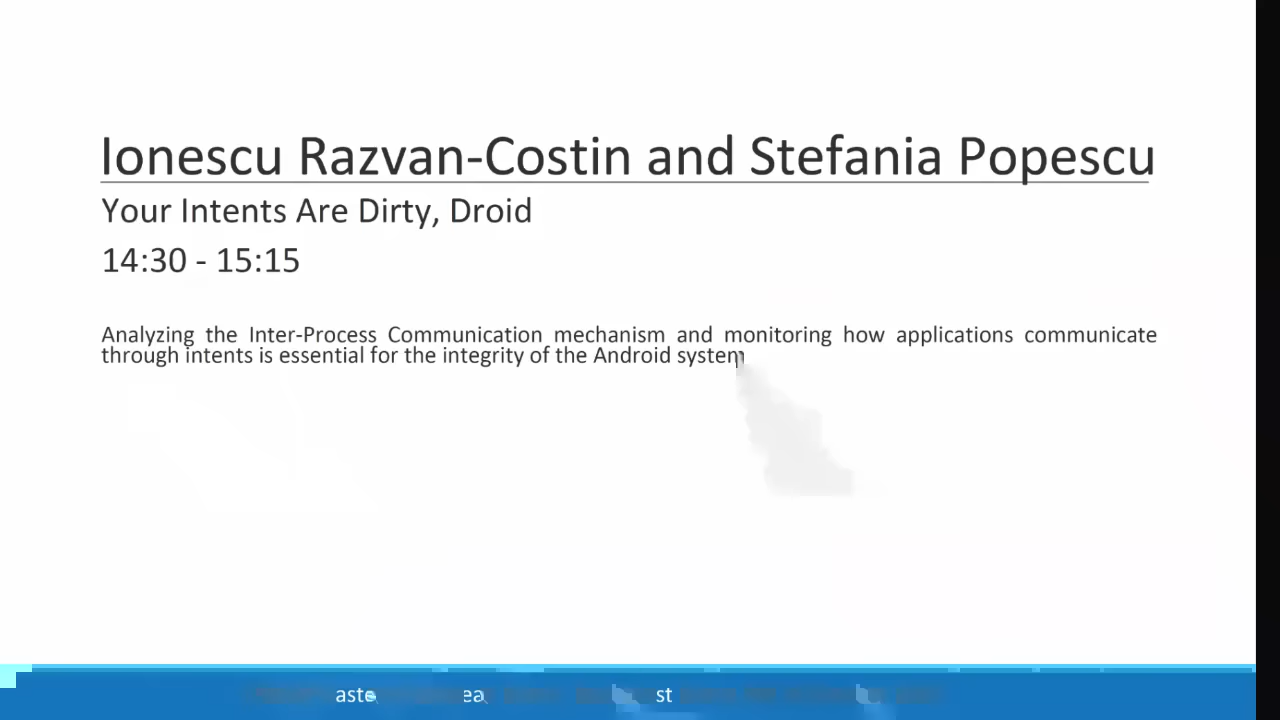 Ionescu Razvan-Costin and Stefania Popescu
Your Intents Are Dirty, Droid
14:30 - 15:15
Analyzing the Inter-Process Communication mechanism and monitoring how applications communicate
through intents is essential for the integrity of the Android system